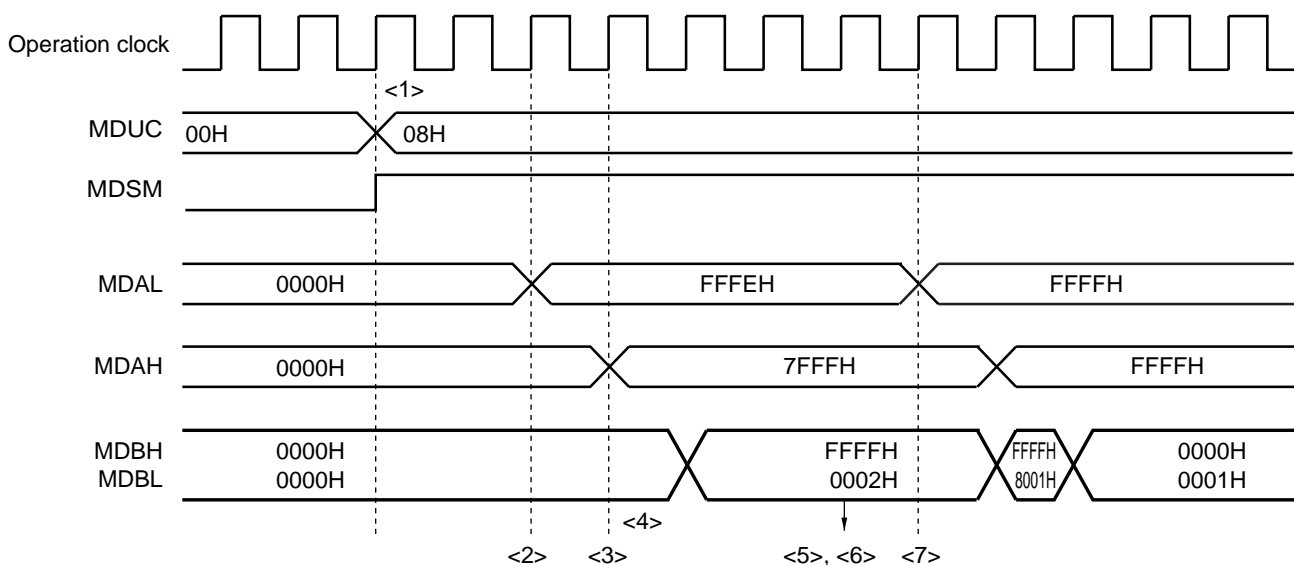 Operation clock
<1>
MDUC 00H 08H
MDSM
MDAL 0000H FFFEH FFFFH
MDAH 0000H 7FFFH FFFFH
MDBH 0000H FFFFH FFFFH 0000H
MDBL 0000H 0002H 8001H 0001H
<4>
<2> <3> <5>, <6> <7>